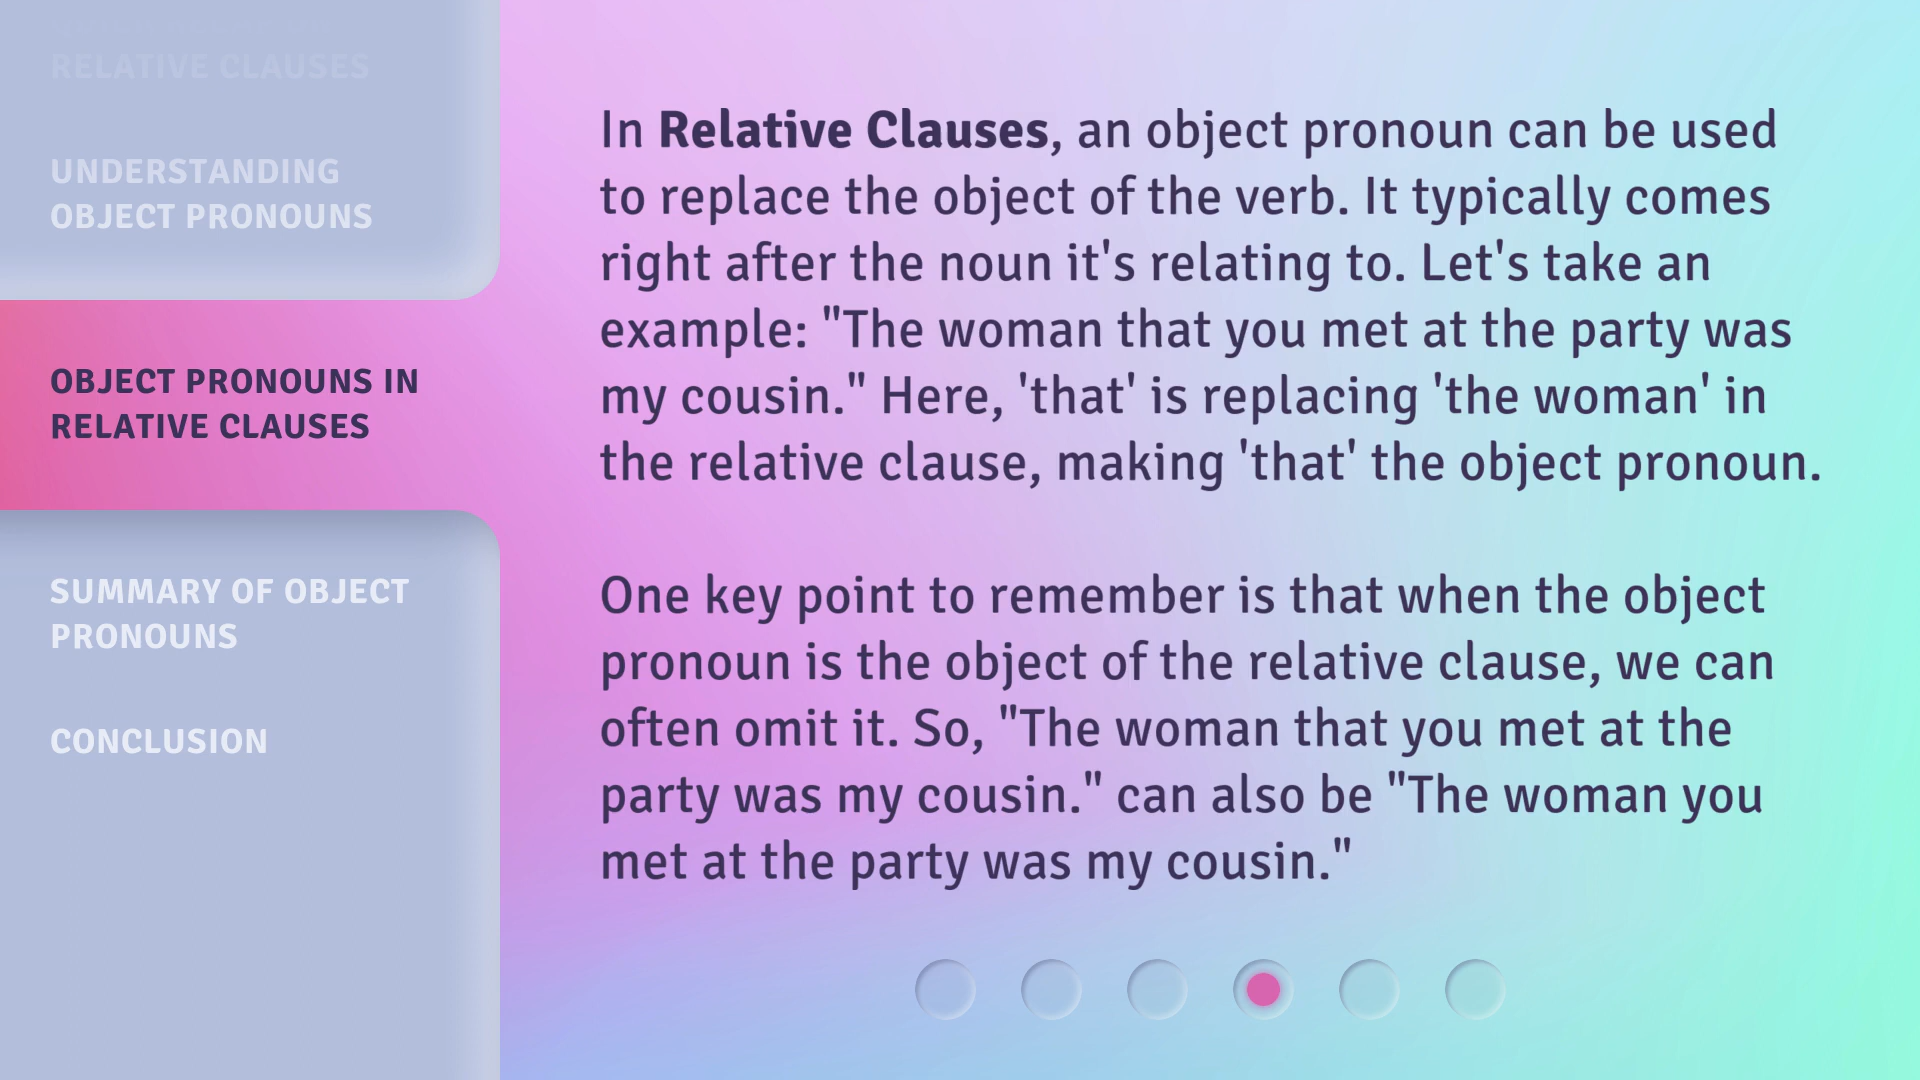 RELATIVE CLAUSES
UNDERSTANDING
OBJECT PRONOUNS
OBJECT PRONOUNS IN
RELATIVE CLAUSES
SUMMARY OF OBJECT
PRONOUNS
CONCLUSION
In Relative Clauses, an object pronoun can be used
to replace the object of the verb. It typically comes
right after the noun it's relating to. Let's take an
example: "The woman that you met at the party was
my cousin." Here, 'that' is replacing 'the woman' in
the relative clause, making 'that' the object pronoun.
One key point to remember is that when the object
pronoun is the object of the relative clause, we can
often omit it. So, "The woman that you met at the
party was my cousin." can also be "The woman you
met at the party was my cousin."